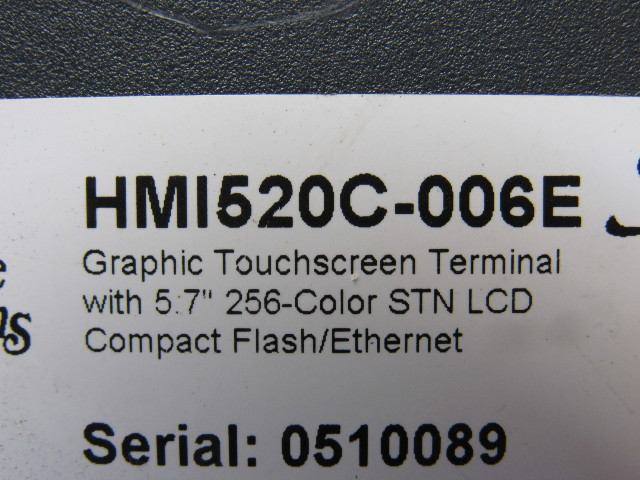 HMI520C-006E
Graphic Touchscreen Terminal
with 5.7" 256-Color STN LCD
Compact Flash/Ethernet
Serial: 0510089